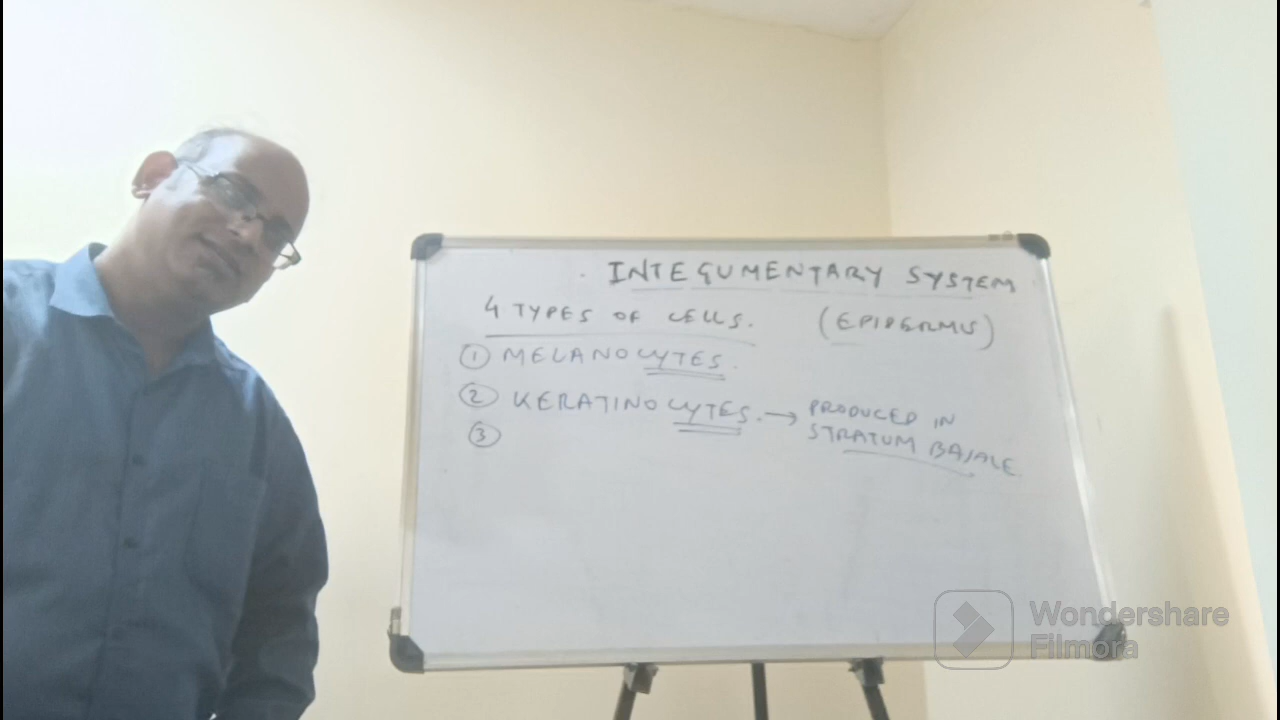 INTEGUMENTARY SYSTEM
4 TYPES OF CELLS. (EPIDERMIS)
1 MELANOCYTES.
2 KERATINOCYTES. → PRODUCED IN
STRATUM BASALE
3
Wondershare
Filmora